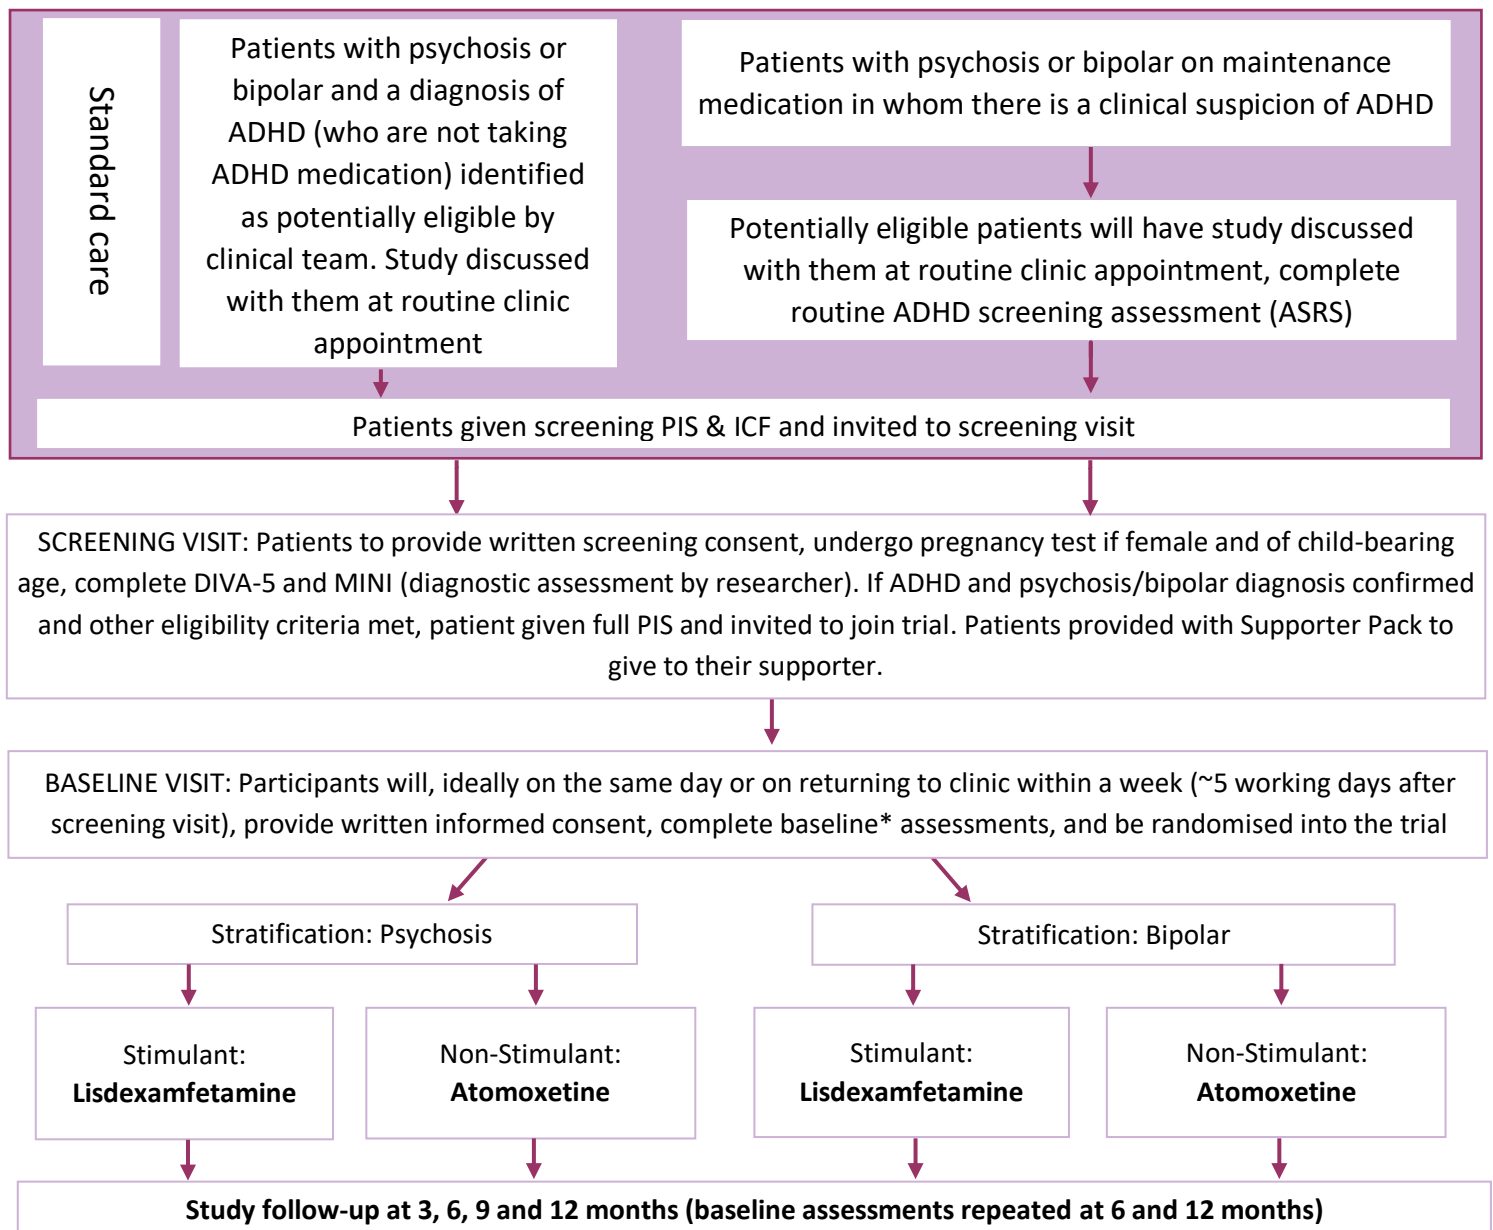 Standard care
Patients with psychosis or
bipolar and a diagnosis of
ADHD (who are not taking
ADHD medication) identified
as potentially eligible by
clinical team. Study discussed
with them at routine clinic
appointment
Patients with psychosis or bipolar on maintenance
medication in whom there is a clinical suspicion of ADHD
Potentially eligible patients will have study discussed
with them at routine clinic appointment, complete
routine ADHD screening assessment (ASRS)
Patients given screening PIS & ICF and invited to screening visit
SCREENING VISIT: Patients to provide written screening consent, undergo pregnancy test if female and of child-bearing
age, complete DIVA-5 and MINI (diagnostic assessment by researcher). If ADHD and psychosis/bipolar diagnosis confirmed
and other eligibility criteria met, patient given full PIS and invited to join trial. Patients provided with Supporter Pack to
give to their supporter.
BASELINE VISIT: Participants will, ideally on the same day or on returning to clinic within a week (~5 working days after
screening visit), provide written informed consent, complete baseline* assessments, and be randomised into the trial
Stratification: Psychosis
Stratification: Bipolar
Stimulant:
Lisdexamfetamine
Non-Stimulant:
Atomoxetine
Stimulant:
Lisdexamfetamine
Non-Stimulant:
Atomoxetine
Study follow-up at 3, 6, 9 and 12 months (baseline assessments repeated at 6 and 12 months)